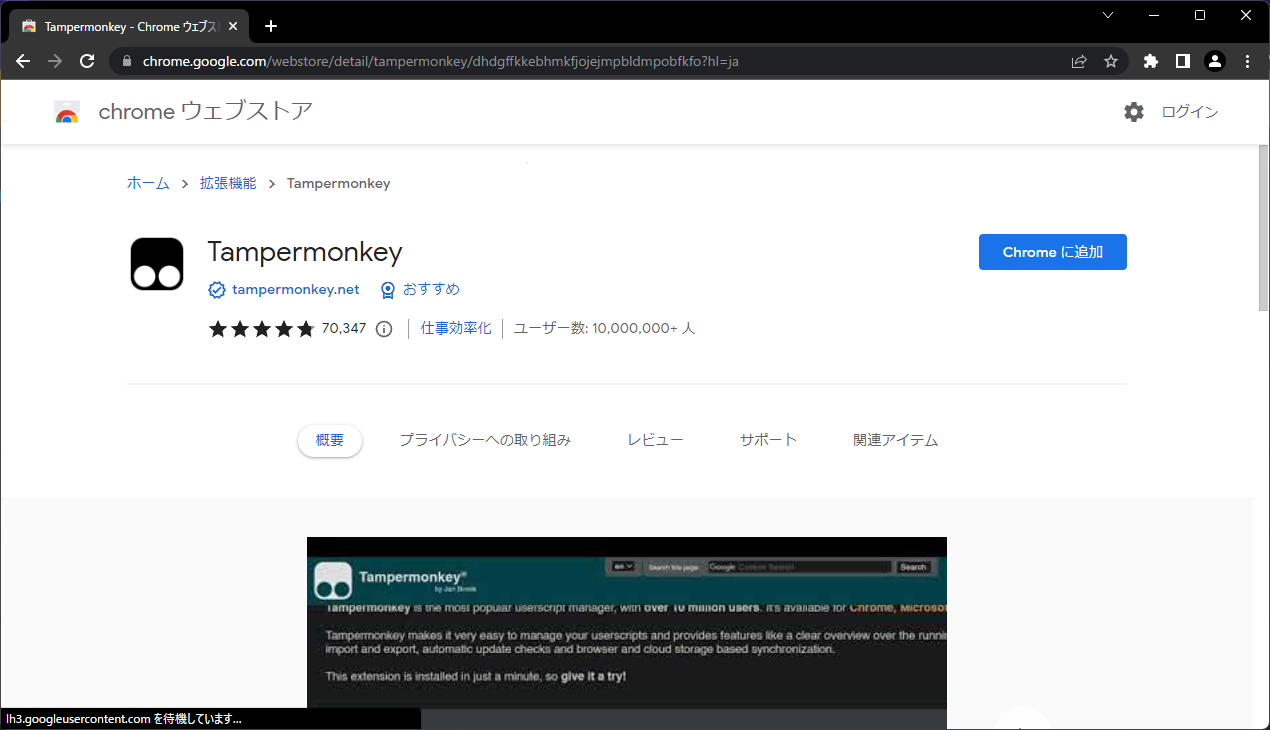 Tampermonkey - Chrome ウェブスト
chrome.google.com/webstore/detail/tampermonkey/dhdgffkkebhmkfjojejmpbldmpobfkfo?hl=ja
chrome ウェブストア
ログイン
ホーム > 拡張機能 > Tampermonkey
Tampermonkey
Chrome に追加
tampermonkey.net おすすめ
70,347 仕事効率化 ユーザー数: 10,000,000+ 人
概要 プライバシーへの取り組み レビュー サポート 関連アイテム
Tampermonkey®
by Jan Biniok
Search this page: Google Custom Search Search
Tampermonkey is the most popular userscript manager, with over 10 million users. It's available for Chrome, Microsof
Tampermonkey makes it very easy to manage your userscripts and provides features like a clear overview over the runnin
import and export, automatic update checks and browser and cloud storage based synchronization.
This extension is installed in just a minute, so give it a try!
lh3.googleusercontent.com を待機しています...